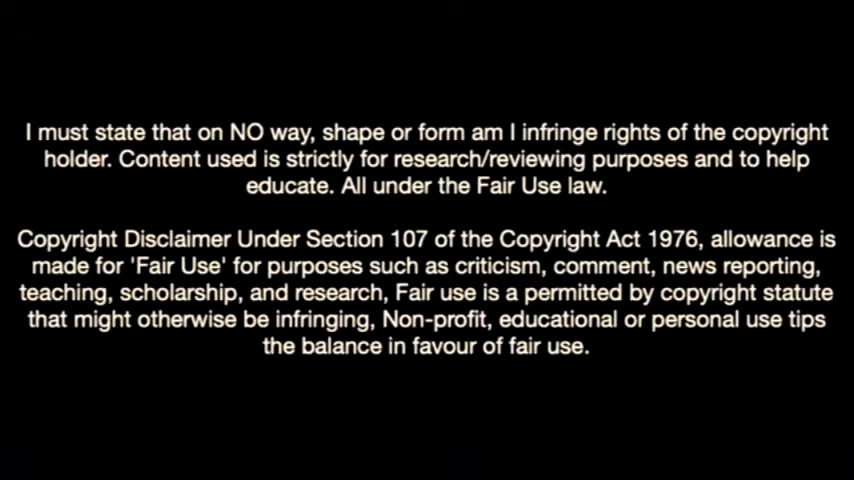 I must state that on NO way, shape or form am I infringe rights of the copyright
holder. Content used is strictly for research/reviewing purposes and to help
educate. All under the Fair Use law.
Copyright Disclaimer Under Section 107 of the Copyright Act 1976, allowance is
made for 'Fair Use' for purposes such as criticism, comment, news reporting,
teaching, scholarship, and research, Fair use is a permitted by copyright statute
that might otherwise be infringing, Non-profit, educational or personal use tips
the balance in favour of fair use.